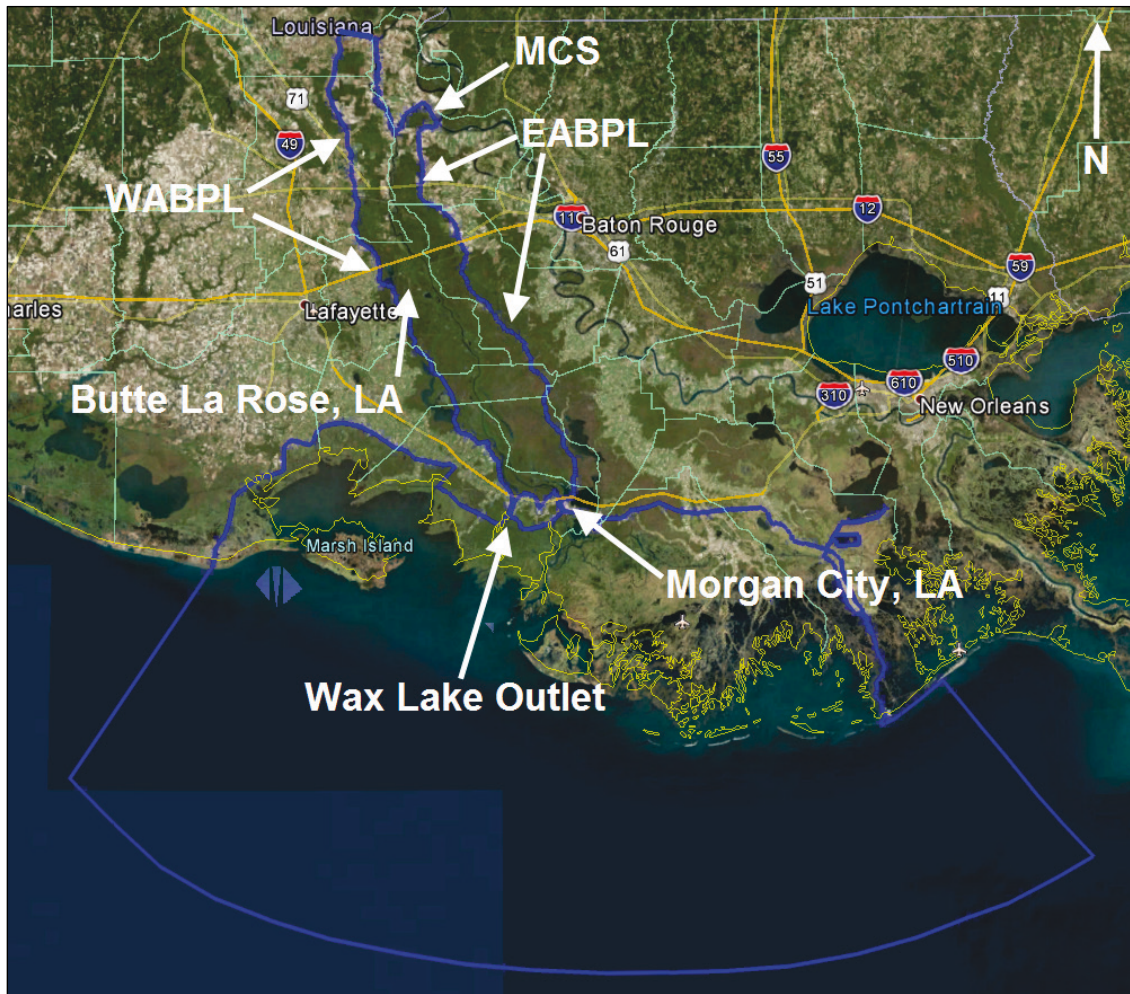 Louisiana
MCS
71
EABPL
49
55
N
WABPL
12
110
Baton Rouge
61
59
51
11
Lake Pontchartrain
Lafayette
harles
510
610
310
New Orleans
Butte La Rose, LA
Marsh Island
Morgan City, LA
Wax Lake Outlet